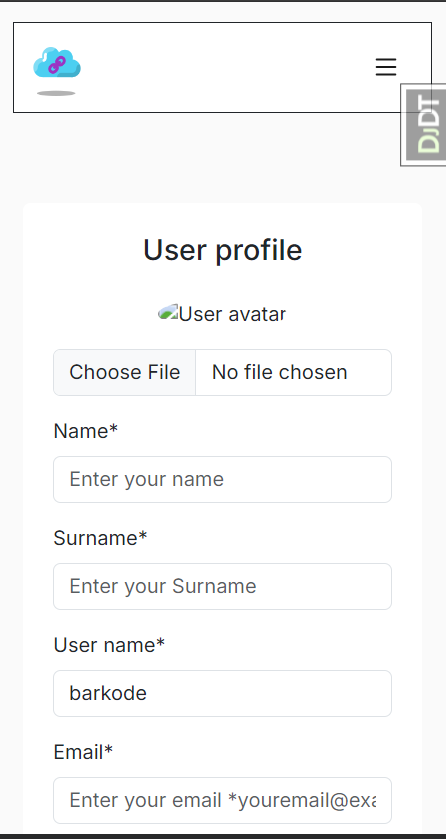 DJDT
User profile
User avatar
Choose File No file chosen
Name*
Enter your name
Surname*
Enter your Surname
User name*
barkode
Email*
Enter your email *youremail@exa